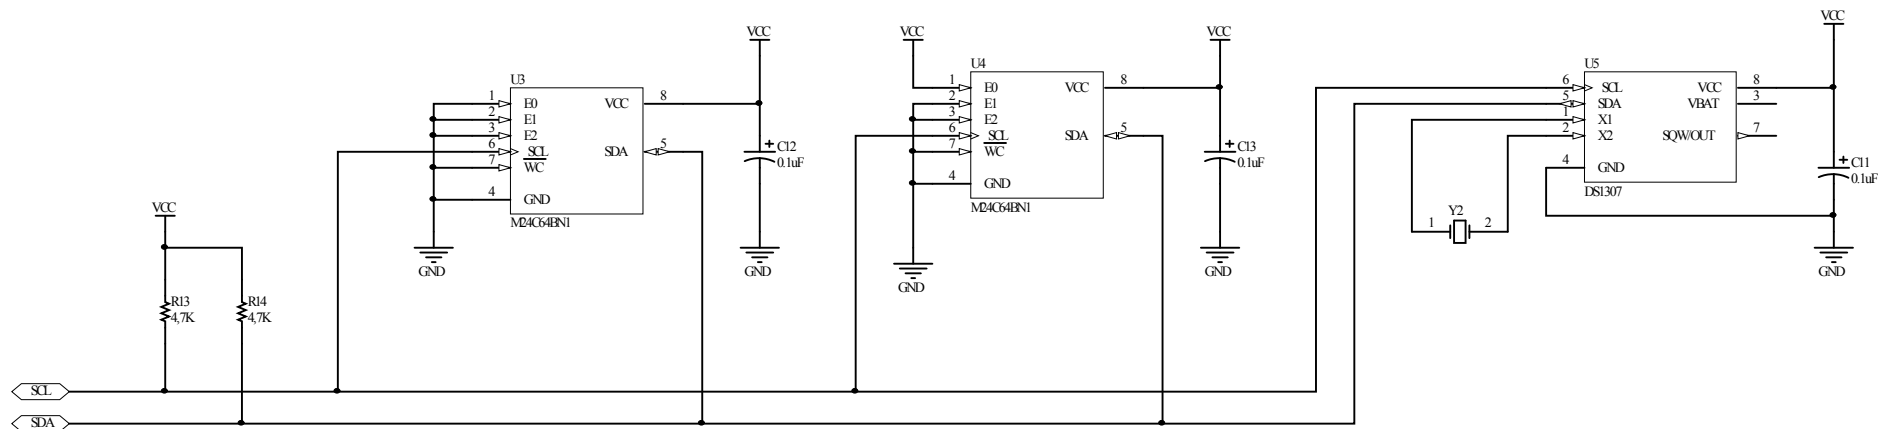 VCC
R13
4,7K
R14
4,7K
SCL
SDA
U3
1 E0
2 E1
3 E2
6 SCL
7 WC
4 GND
VCC 8
SDA 5
M24C64BN1
GND
VCC
C12
0.1uF
GND
VCC
U4
1 E0
2 E1
3 E2
6 SCL
7 WC
4 GND
VCC 8
SDA 5
M24C64BN1
GND
VCC
+ C13
0.1uF
GND
U5
6 SCL
5 SDA
1 X1
2 X2
4 GND
VCC 8
VBAT 3
SQW/OUT 7
DS1307
Y2
1 2
VCC
+ C11
0.1uF
GND